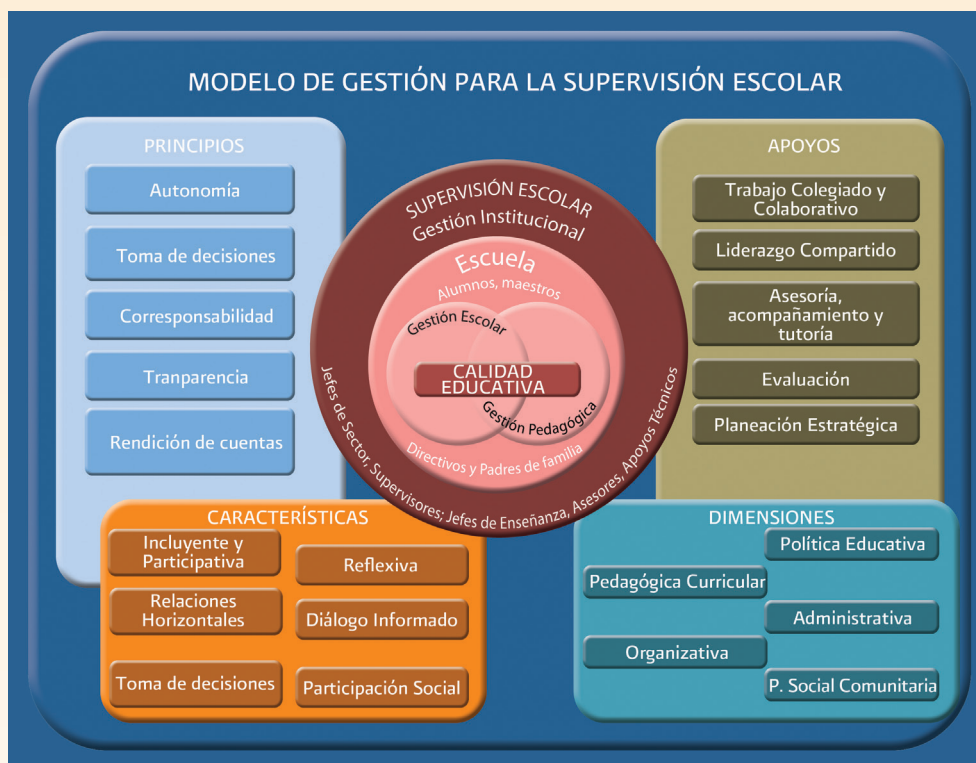 MODELO DE GESTIÓN PARA LA SUPERVISIÓN ESCOLAR
PRINCIPIOS
Autonomía
Toma de decisiones
Corresponsabilidad
Tranparencia
Rendición de cuentas
SUPERVISIÓN ESCOLAR
Gestión Institucional
Escuela
Alumnos, maestros
Gestión Escolar
CALIDAD
EDUCATIVA
Gestión Pedagógica
Directivos y Padres de familia
Jefes de Sector, Supervisores; Jefes de Enseñanza, Asesores, Apoyos Técnicos
APOYOS
Trabajo Colegiado y
Colaborativo
Liderazgo Compartido
Asesoría,
acompañamiento y
tutoría
Evaluación
Planeación Estratégica
CARACTERÍSTÍCAS
Incluyente y
Participativa
Relaciones
Horizontales
Toma de decisiones
Reflexiva
Diálogo Informado
Participación Social
DIMENSIONES
Política Educativa
Pedagógica Curricular
Administrativa
Organizativa
P. Social Comunitaria